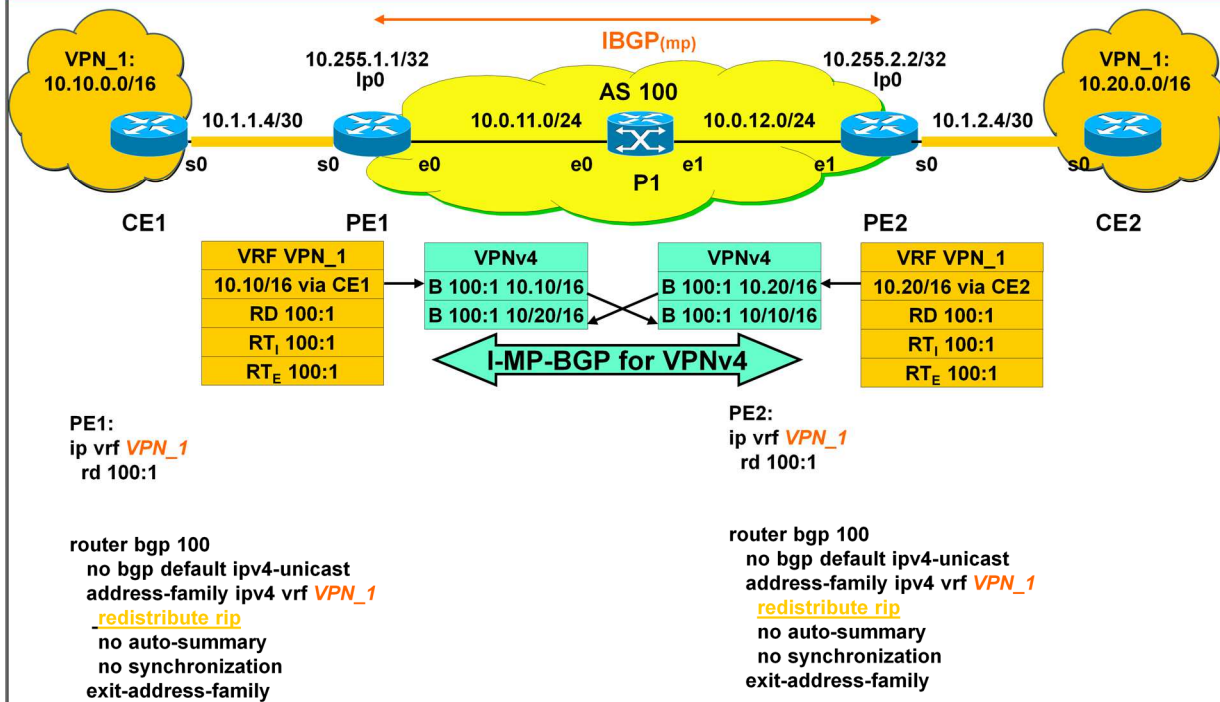 IBGP(mp)
VPN_1:
10.10.0.0/16
10.255.1.1/32
lp0
10.255.2.2/32
lp0
VPN_1:
10.20.0.0/16
AS 100
10.1.1.4/30
10.0.11.0/24
10.0.12.0/24
10.1.2.4/30
s0
s0
e0
e0
e1
e1
s0
s0
P1
CE1
PE1
PE2
CE2
VRF VPN_1
10.10/16 via CE1
RD 100:1
RTI 100:1
RTE 100:1
VPNv4
B 100:1 10.10/16
B 100:1 10/20/16
VPNv4
B 100:1 10.20/16
B 100:1 10/10/16
VRF VPN_1
10.20/16 via CE2
RD 100:1
RTI 100:1
RTE 100:1
I-MP-BGP for VPNv4
PE1:
ip vrf VPN_1
rd 100:1
router bgp 100
no bgp default ipv4-unicast
address-family ipv4 vrf VPN_1
redistribute rip
no auto-summary
no synchronization
exit-address-family
PE2:
ip vrf VPN_1
rd 100:1
router bgp 100
no bgp default ipv4-unicast
address-family ipv4 vrf VPN_1
redistribute rip
no auto-summary
no synchronization
exit-address-family